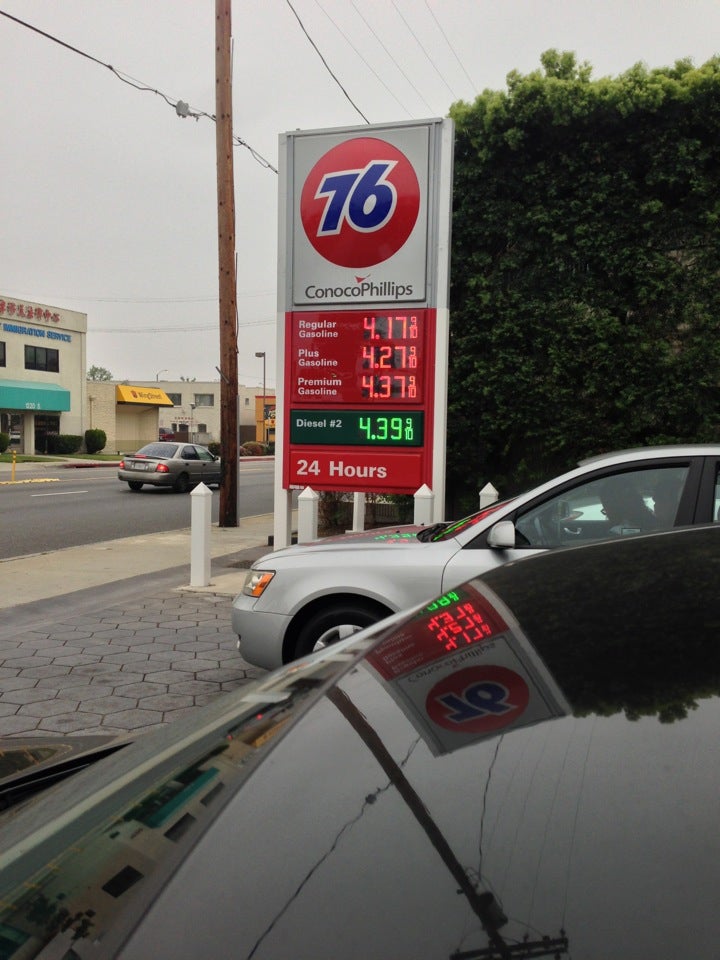 76
ConocoPhillips
Regular
Gasoline
4.17 9/10
Plus
Gasoline
4.27 9/10
Premium
Gasoline
4.37 9/10
Diesel #2
4.39 9/10
24 Hours
IMMIGRATION SERVICE
WingStreet